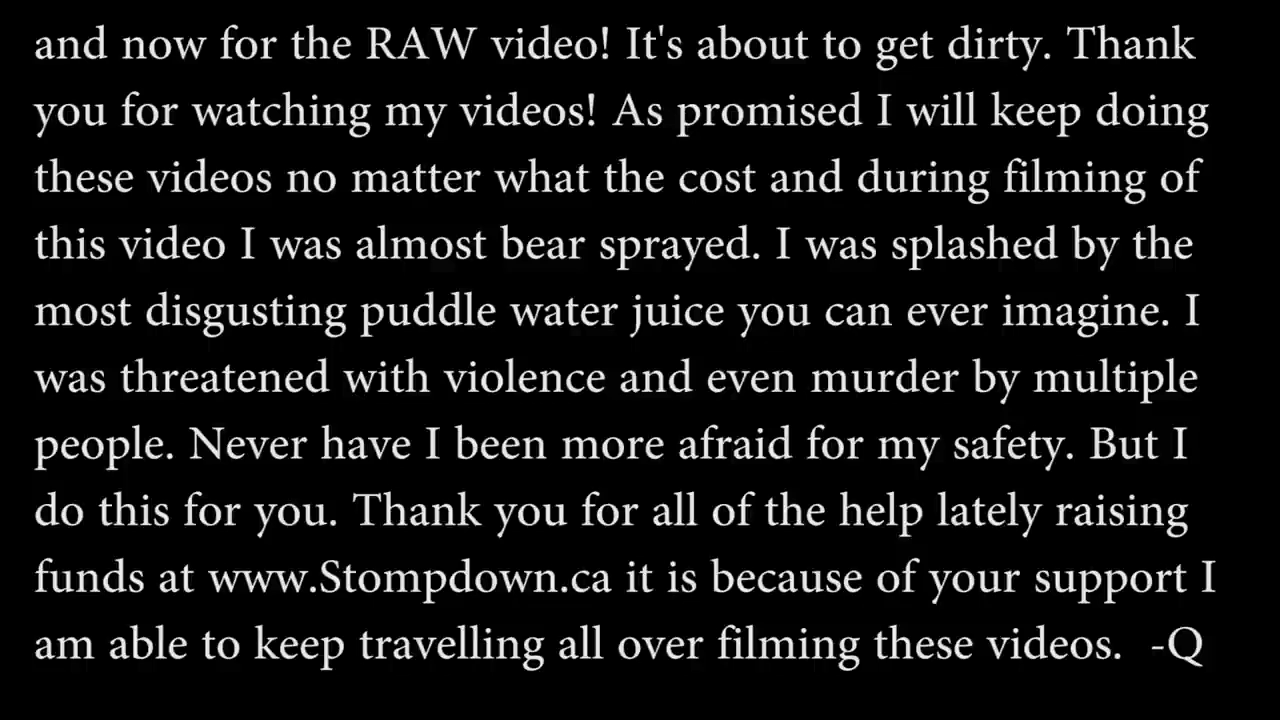 and now for the RAW video! It's about to get dirty. Thank
you for watching my videos! As promised I will keep doing
these videos no matter what the cost and during filming of
this video I was almost bear sprayed. I was splashed by the
most disgusting puddle water juice you can ever imagine. I
was threatened with violence and even murder by multiple
people. Never have I been more afraid for my safety. But I
do this for you. Thank you for all of the help lately raising
funds at www.Stompdown.ca it is because of your support I
am able to keep travelling all over filming these videos.  -Q